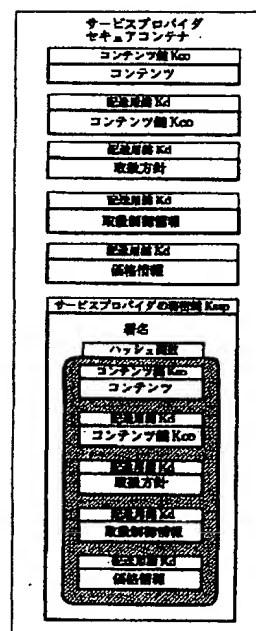 サービスプロバイダ
セキュアコンテナ
コンテンツ鍵 Kco
コンテンツ
配送用鍵 Kd
コンテンツ鍵 Kco
配送用鍵 Kd
取扱方針
配送用鍵 Kd
取扱制御情報
配送用鍵 Kd
価格情報
サービスプロバイダの秘密鍵 Kssp
署名
ハッシュ関数
コンテンツ鍵 Kco
コンテンツ
配送用鍵 Kd
コンテンツ鍵 Kco
配送用鍵 Kd
取扱方針
配送用鍵 Kd
取扱制御情報
配送用鍵 Kd
価格情報